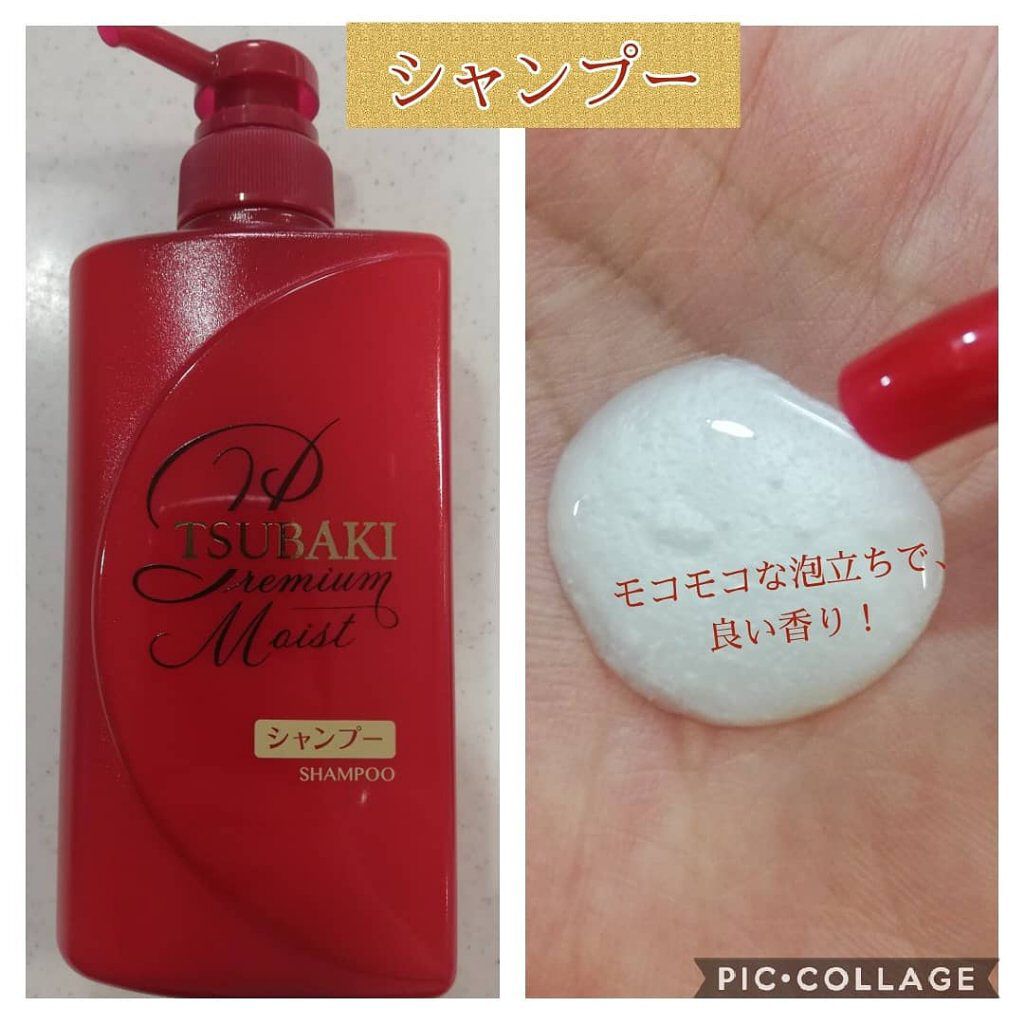 シャンプー
TSUBAKI
Premium
Moist
シャンプー
SHAMPOO
モコモコな泡立ちで、
良い香り！
PIC•COLLAGE